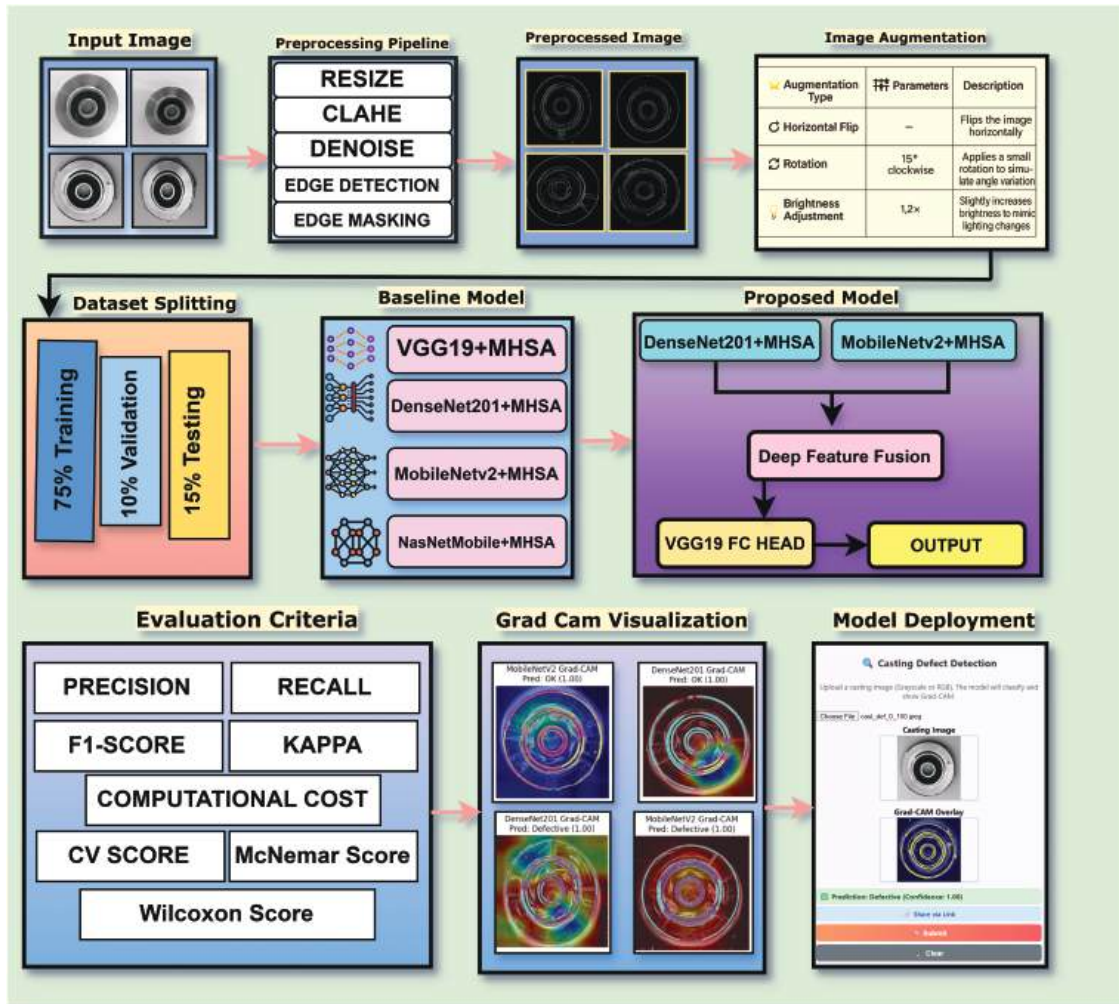 Input Image
Preprocessing Pipeline
Preprocessed Image
Image Augmentation
RESIZE
CLAHE
DENOISE
EDGE DETECTION
EDGE MASKING
Augmentation
Type
Parameters
Description
Horizontal Flip
–
Flips the image
horizontally
Rotation
15°
clockwise
Applies a small
rotation to simu-
late angle variation
Brightness
Adjustment
1,2×
Slightly increases
brightness to mimic
lighting changes
Dataset Splitting
Baseline Model
Proposed Model
75% Training
10% Validation
15% Testing
VGG19+MHSA
DenseNet201+MHSA
MobileNetv2+MHSA
NasNetMobile+MHSA
DenseNet201+MHSA
MobileNetv2+MHSA
Deep Feature Fusion
VGG19 FC HEAD
OUTPUT
Evaluation Criteria
Grad Cam Visualization
Model Deployment
PRECISION
RECALL
F1-SCORE
KAPPA
COMPUTATIONAL COST
CV SCORE
McNemar Score
Wilcoxon Score
MobileNetV2 Grad-CAM
Pred: OK (1.00)
DenseNet201 Grad-CAM
Pred: OK (1.00)
DenseNet201 Grad-CAM
Pred: Defective (1.00)
MobileNetV2 Grad-CAM
Pred: Defective (1.00)
Casting Defect Detection
Upload a casting image (Grayscale or RGB). The model will classify and
show Grad-CAM
Choose File cast_def_0_100.jpeg
Casting Image
Grad-CAM Overlay
Prediction: Defective (Confidence: 1.00)
Share via Link
Submit
Clear